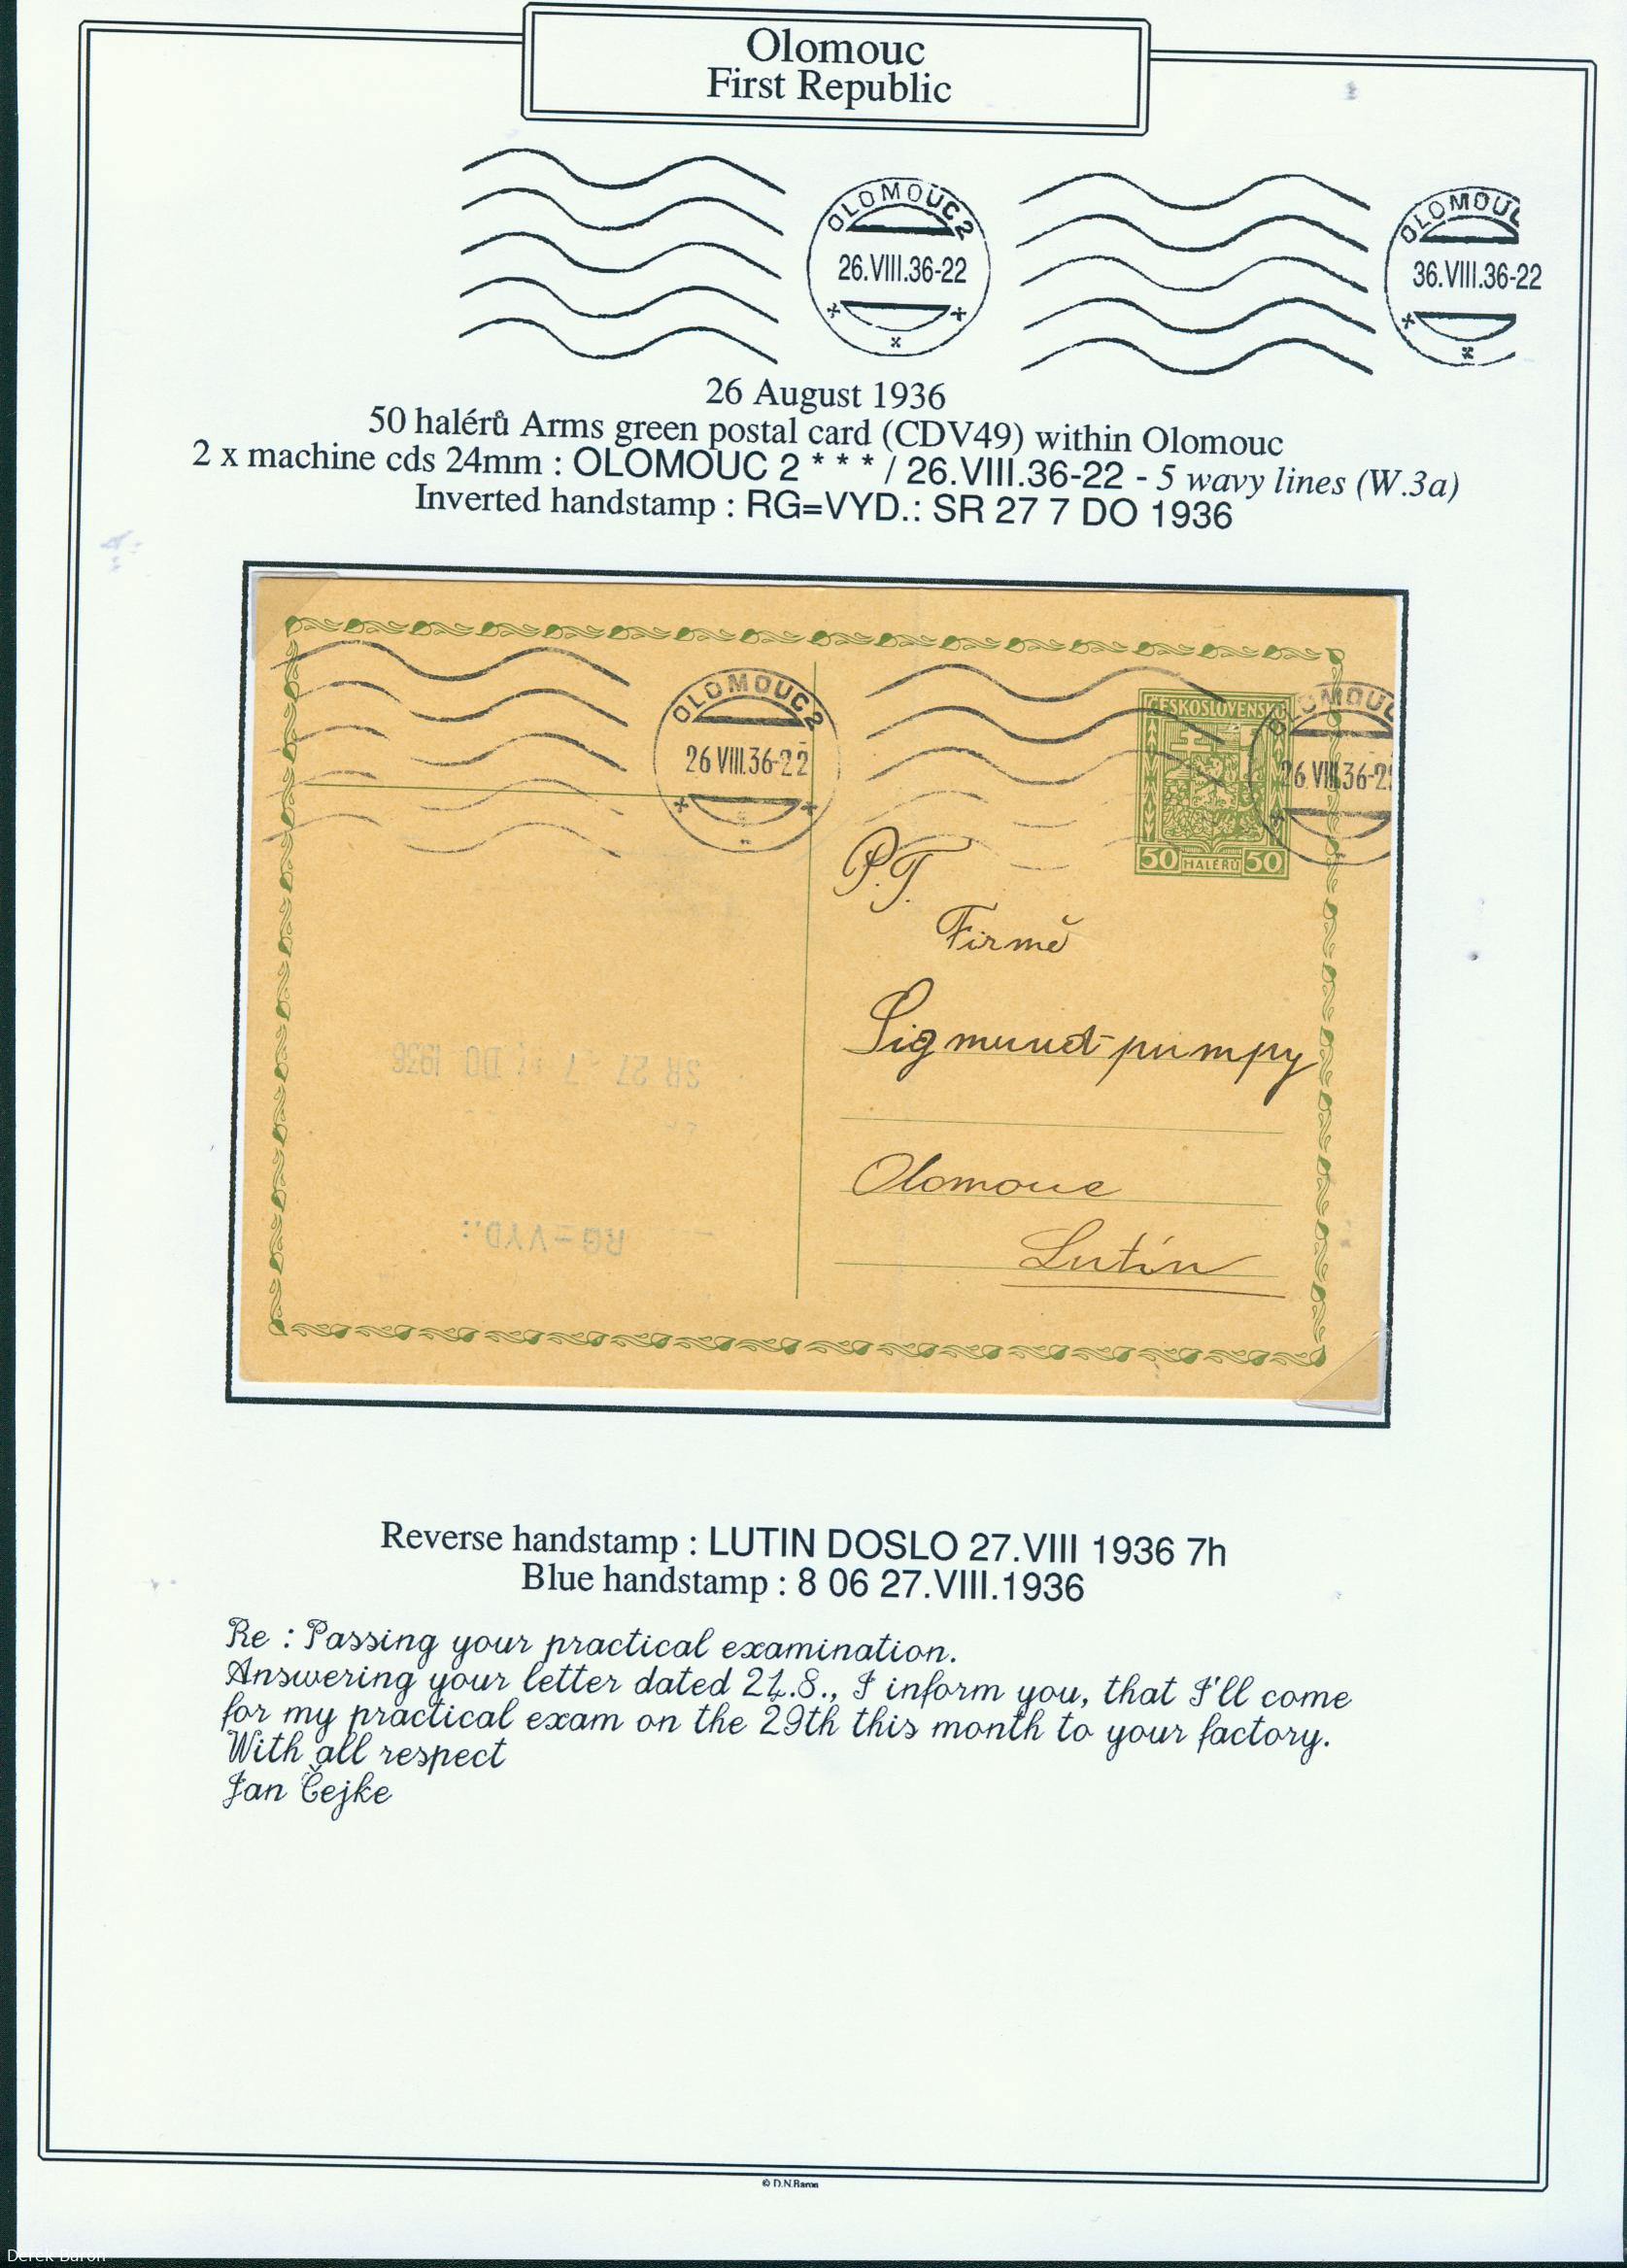 Olomouc
First Republic
OLOMOUC 2
26.VIII.36-22
OLOMOUC
36.VIII.36-22
26 August 1936
50 halérů Arms green postal card (CDV49) within Olomouc
2 x machine cds 24mm : OLOMOUC 2 * * * / 26.VIII.36-22 - 5 wavy lines (W.3a)
Inverted handstamp : RG=VYD.: SR 27 7 DO 1936
OLOMOUC 2
26 VIII.36-22
ČESKOSLOVENSKO
50 HALÉŘŮ 50
OLOMOUC
26 VIII.36-2
P.T.
Firmě
Sigmund-pumpy
Olomouc
Lutín
SR 27 7 DO 1936
RG=VYD.:
Reverse handstamp : LUTIN DOSLO 27.VIII 1936 7h
Blue handstamp : 8 06 27.VIII.1936
Re : Passing your practical examination.
Answering your letter dated 21.8., I inform you, that I'll come
for my practical exam on the 29th this month to your factory.
With all respect
Jan Čejke
© D.N.Baron
Derek Baron